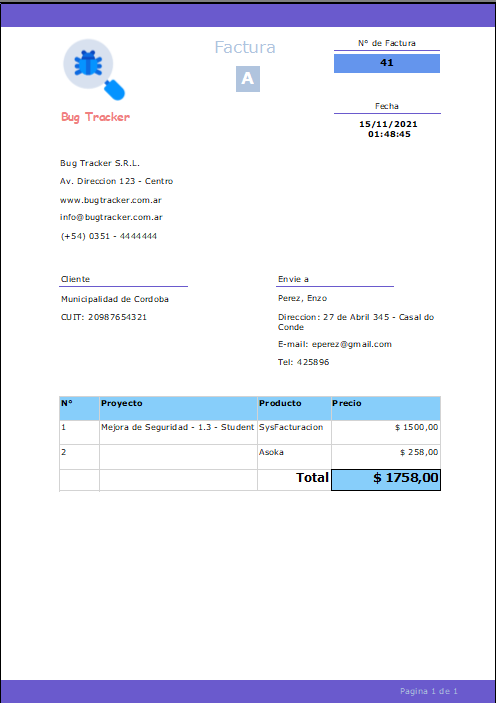 Factura
A
Nº de Factura
41
Fecha
15/11/2021
01:48:45
Bug Tracker
Bug Tracker S.R.L.
Av. Direccion 123 - Centro
www.bugtracker.com.ar
info@bugtracker.com.ar
(+54) 0351 - 4444444
Cliente
Municipalidad de Cordoba
CUIT: 20987654321
Envie a
Perez, Enzo
Direccion: 27 de Abril 345 - Casal do
Conde
E-mail: eperez@gmail.com
Tel: 425896
Nº Proyecto Producto Precio
1 Mejora de Seguridad - 1.3 - Student SysFacturacion $ 1500,00
2 Asoka $ 258,00
Total $ 1758,00
Pagina 1 de 1